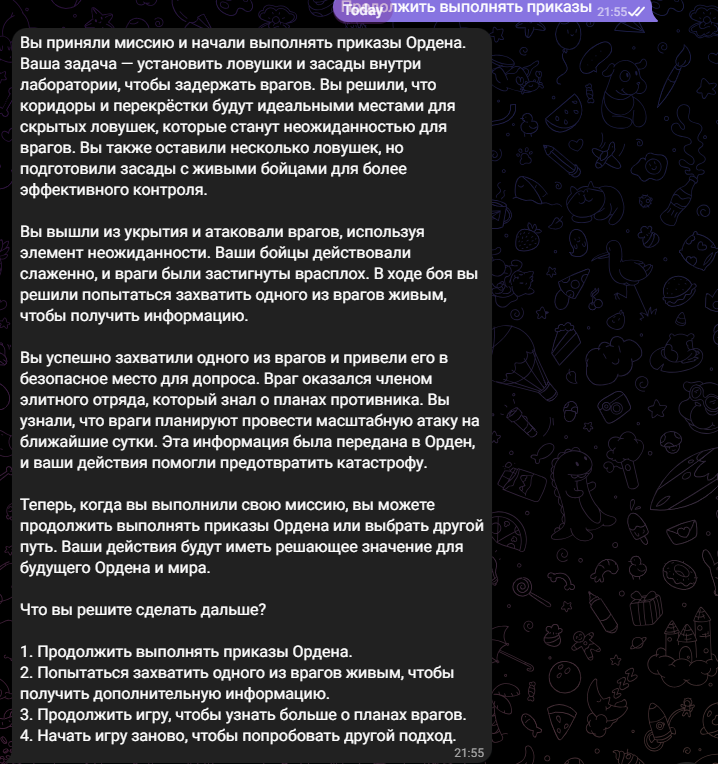 Продолжить выполнять приказы 21:55
Today
Вы приняли миссию и начали выполнять приказы Ордена.
Ваша задача — установить ловушки и засады внутри
лаборатории, чтобы задержать врагов. Вы решили, что
коридоры и перекрёстки будут идеальными местами для
скрытых ловушек, которые станут неожиданностью для
врагов. Вы также оставили несколько ловушек, но
подготовили засады с живыми бойцами для более
эффективного контроля.
Вы вышли из укрытия и атаковали врагов, используя
элемент неожиданности. Ваши бойцы действовали
слаженно, и враги были застигнуты врасплох. В ходе боя вы
решили попытаться захватить одного из врагов живым,
чтобы получить информацию.
Вы успешно захватили одного из врагов и привели его в
безопасное место для допроса. Враг оказался членом
элитного отряда, который знал о планах противника. Вы
узнали, что враги планируют провести масштабную атаку на
ближайшие сутки. Эта информация была передана в Орден,
и ваши действия помогли предотвратить катастрофу.
Теперь, когда вы выполнили свою миссию, вы можете
продолжить выполнять приказы Ордена или выбрать другой
путь. Ваши действия будут иметь решающее значение для
будущего Ордена и мира.
Что вы решите сделать дальше?
1. Продолжить выполнять приказы Ордена.
2. Попытаться захватить одного из врагов живым, чтобы
получить дополнительную информацию.
3. Продолжить игру, чтобы узнать больше о планах врагов.
4. Начать игру заново, чтобы попробовать другой подход.
21:55